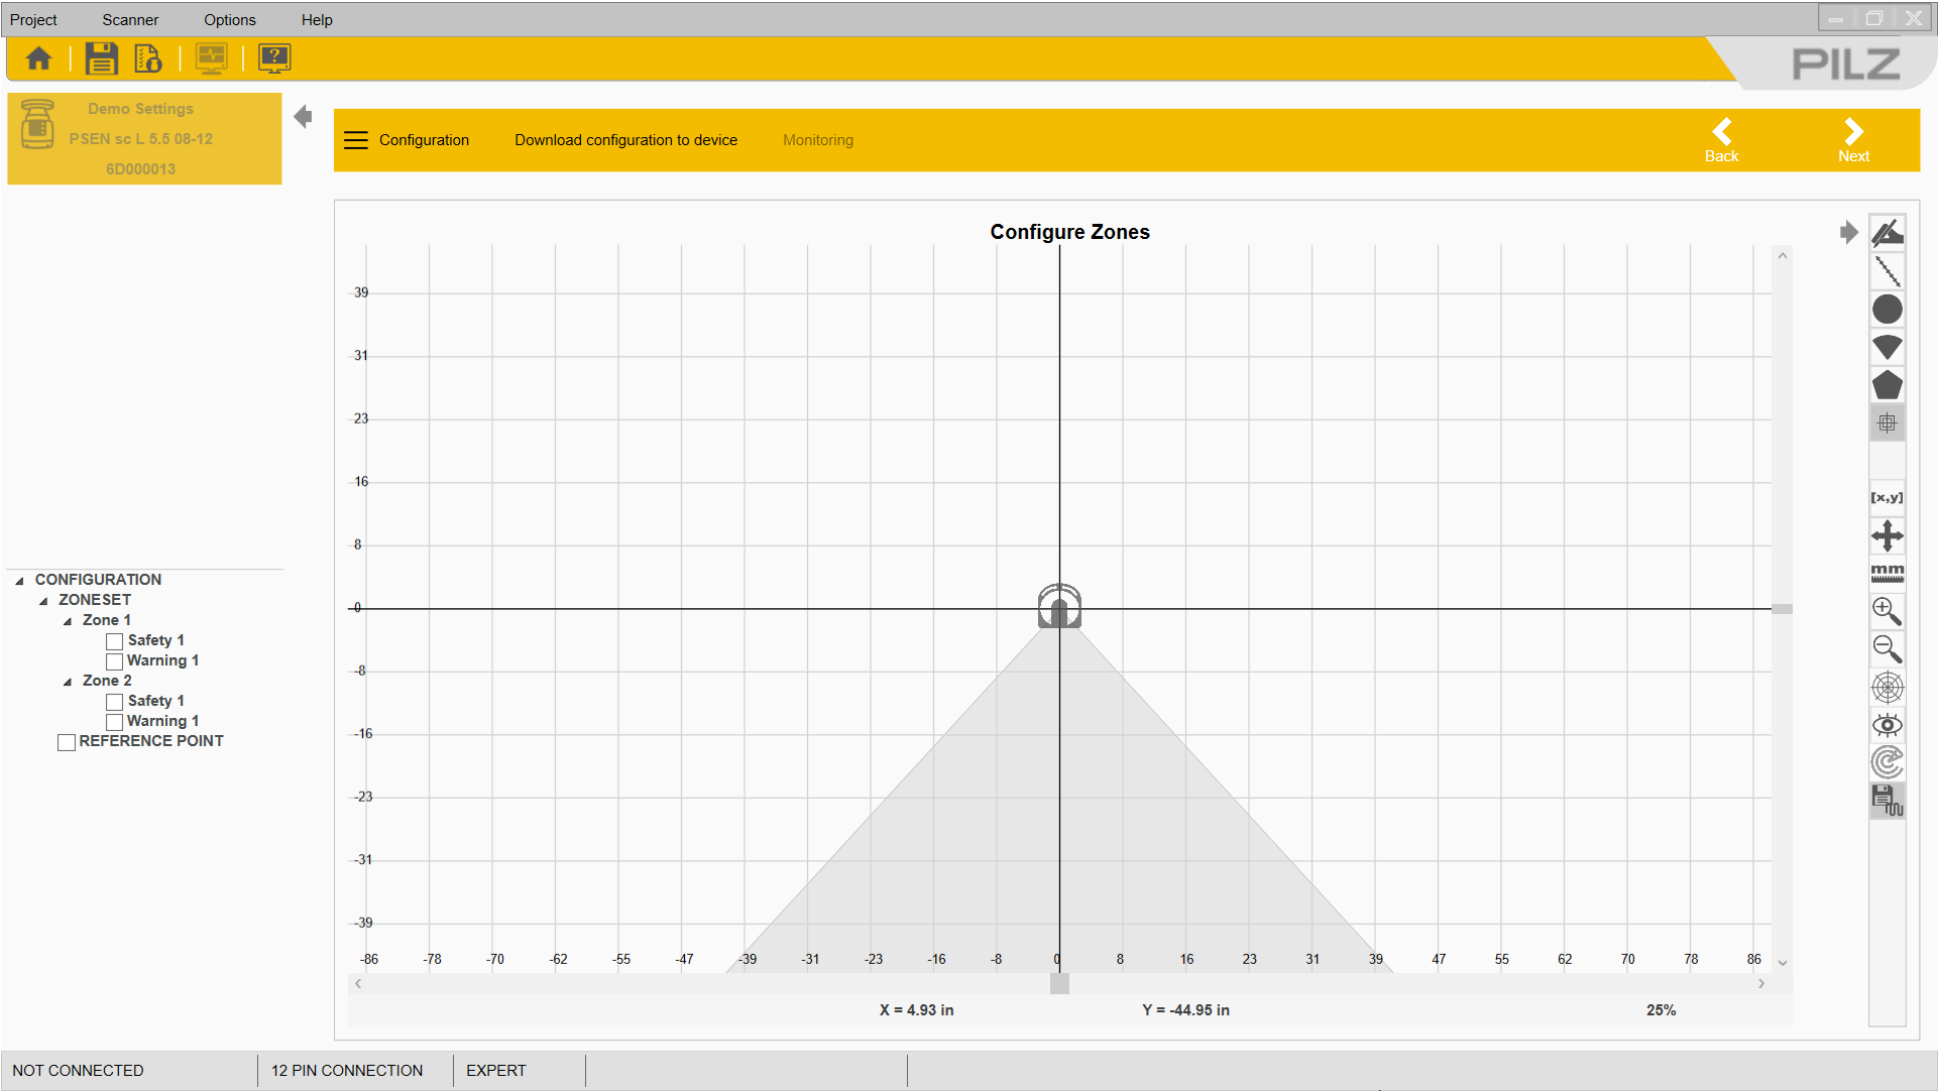 Project Scanner Options Help
PILZ
Demo Settings
PSEN sc L 5.5 08-12
6D000013
Configuration Download configuration to device Monitoring
Back Next
Configure Zones
39
31
23
16
8
0
-8
-16
-23
-31
-39
-86 -78 -70 -62 -55 -47 -39 -31 -23 -16 -8 0 8 16 23 31 39 47 55 62 70 78 86
X = 4.93 in Y = -44.95 in 25%
[x,y]
mm
CONFIGURATION
ZONESET
Zone 1
Safety 1
Warning 1
Zone 2
Safety 1
Warning 1
REFERENCE POINT
NOT CONNECTED 12 PIN CONNECTION EXPERT